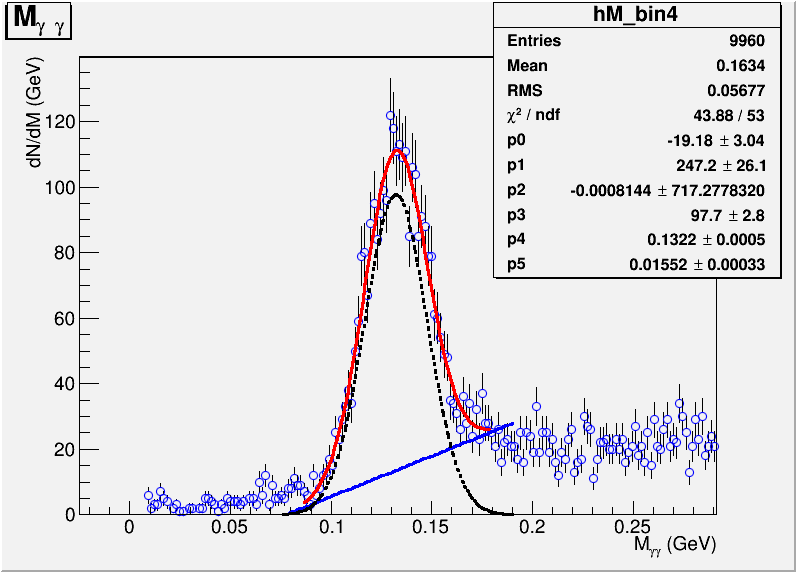 Mγ γ
hM_bin4
Entries 9960
Mean 0.1634
RMS 0.05677
χ² / ndf 43.88 / 53
p0 -19.18 ± 3.04
p1 247.2 ± 26.1
p2 -0.0008144 ± 717.2778320
p3 97.7 ± 2.8
p4 0.1322 ± 0.0005
p5 0.01552 ± 0.00033
dN/dM (GeV)
120
100
80
60
40
20
0
0 0.05 0.1 0.15 0.2 0.25
Mγγ (GeV)